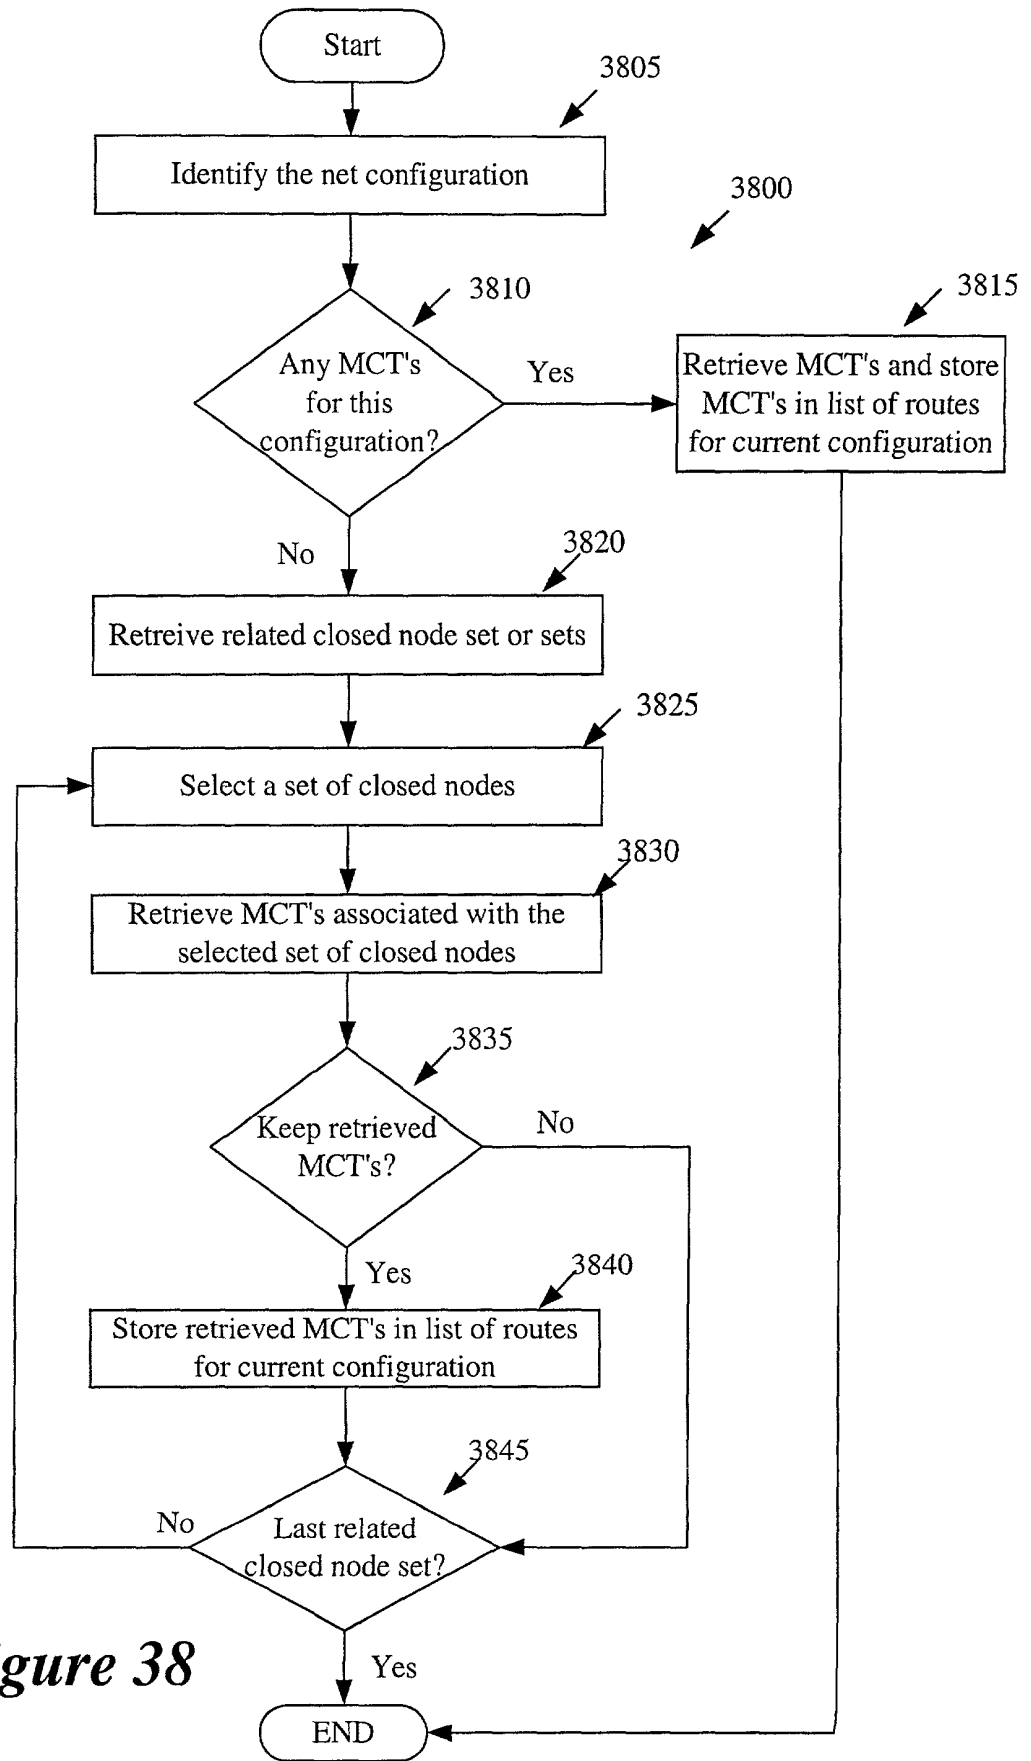 Start
3805
Identify the net configuration
3800
3810
3815
Any MCT's
for this
configuration?
Yes
Retrieve MCT's and store
MCT's in list of routes
for current configuration
No
3820
Retreive related closed node set or sets
3825
Select a set of closed nodes
3830
Retrieve MCT's associated with the
selected set of closed nodes
3835
Keep retrieved
MCT's?
No
Yes
3840
Store retrieved MCT's in list of routes
for current configuration
3845
No
Last related
closed node set?
Yes
gure 38
END